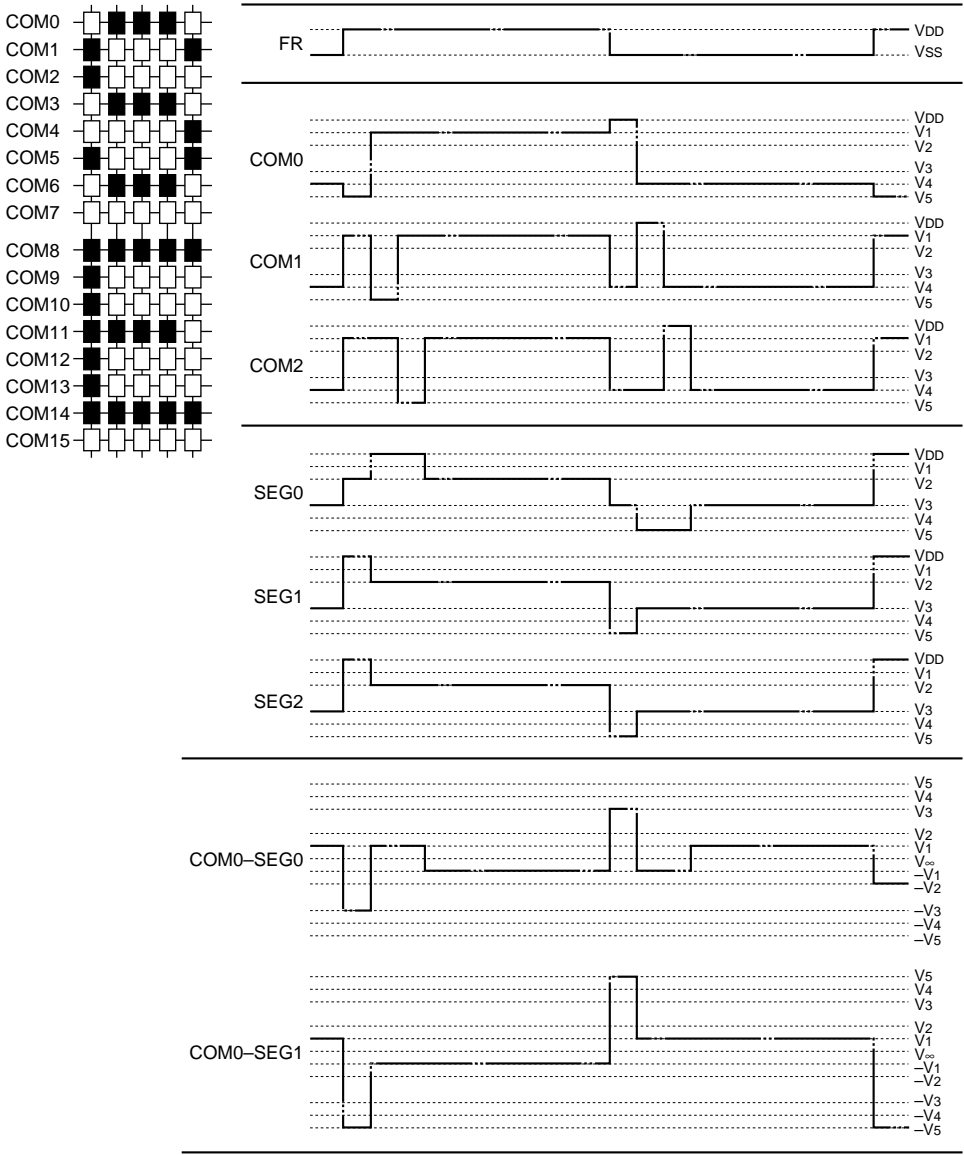 COM0
COM1
COM2
COM3
COM4
COM5
COM6
COM7
COM8
COM9
COM10
COM11
COM12
COM13
COM14
COM15
FR
VDD
VSS
COM0
VDD
V1
V2
V3
V4
V5
COM1
VDD
V1
V2
V3
V4
V5
COM2
VDD
V1
V2
V3
V4
V5
SEG0
VDD
V1
V2
V3
V4
V5
SEG1
VDD
V1
V2
V3
V4
V5
SEG2
VDD
V1
V2
V3
V4
V5
COM0–SEG0
V5
V4
V3
V2
V1
V∞
–V1
–V2
–V3
–V4
–V5
COM0–SEG1
V5
V4
V3
V2
V1
V∞
–V1
–V2
–V3
–V4
–V5